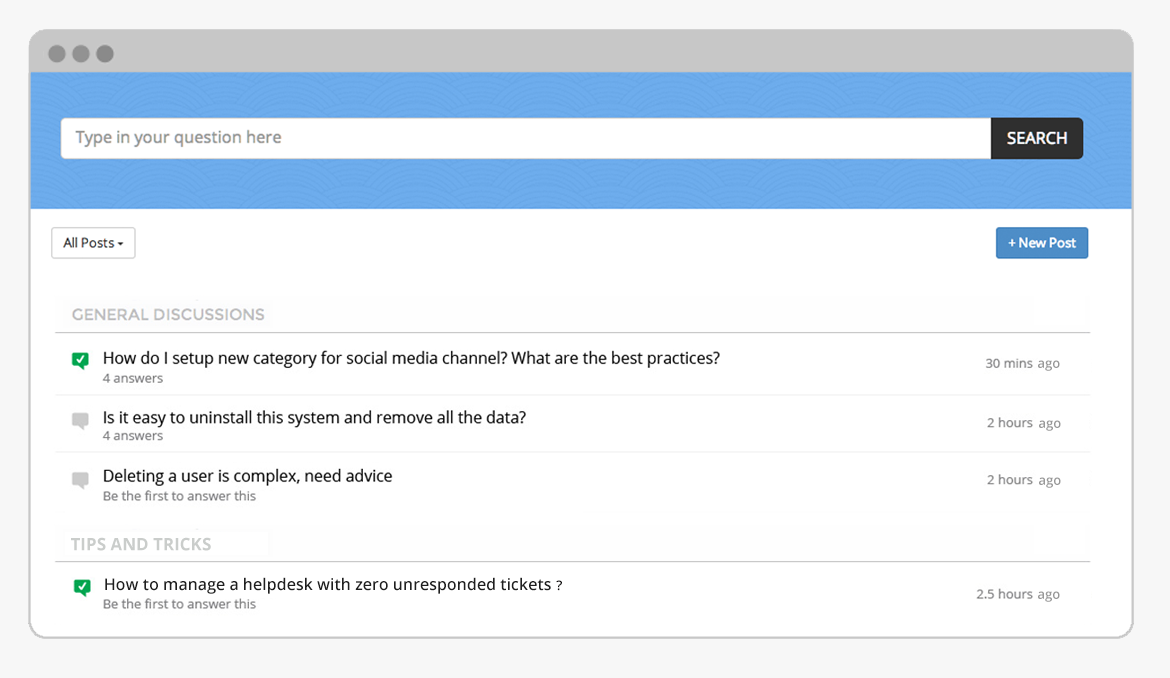 Type in your question here
SEARCH
All Posts
+ New Post
GENERAL DISCUSSIONS
How do I setup new category for social media channel? What are the best practices?
4 answers
30 mins ago
Is it easy to uninstall this system and remove all the data?
4 answers
2 hours ago
Deleting a user is complex, need advice
Be the first to answer this
2 hours ago
TIPS AND TRICKS
How to manage a helpdesk with zero unresponded tickets ?
Be the first to answer this
2.5 hours ago